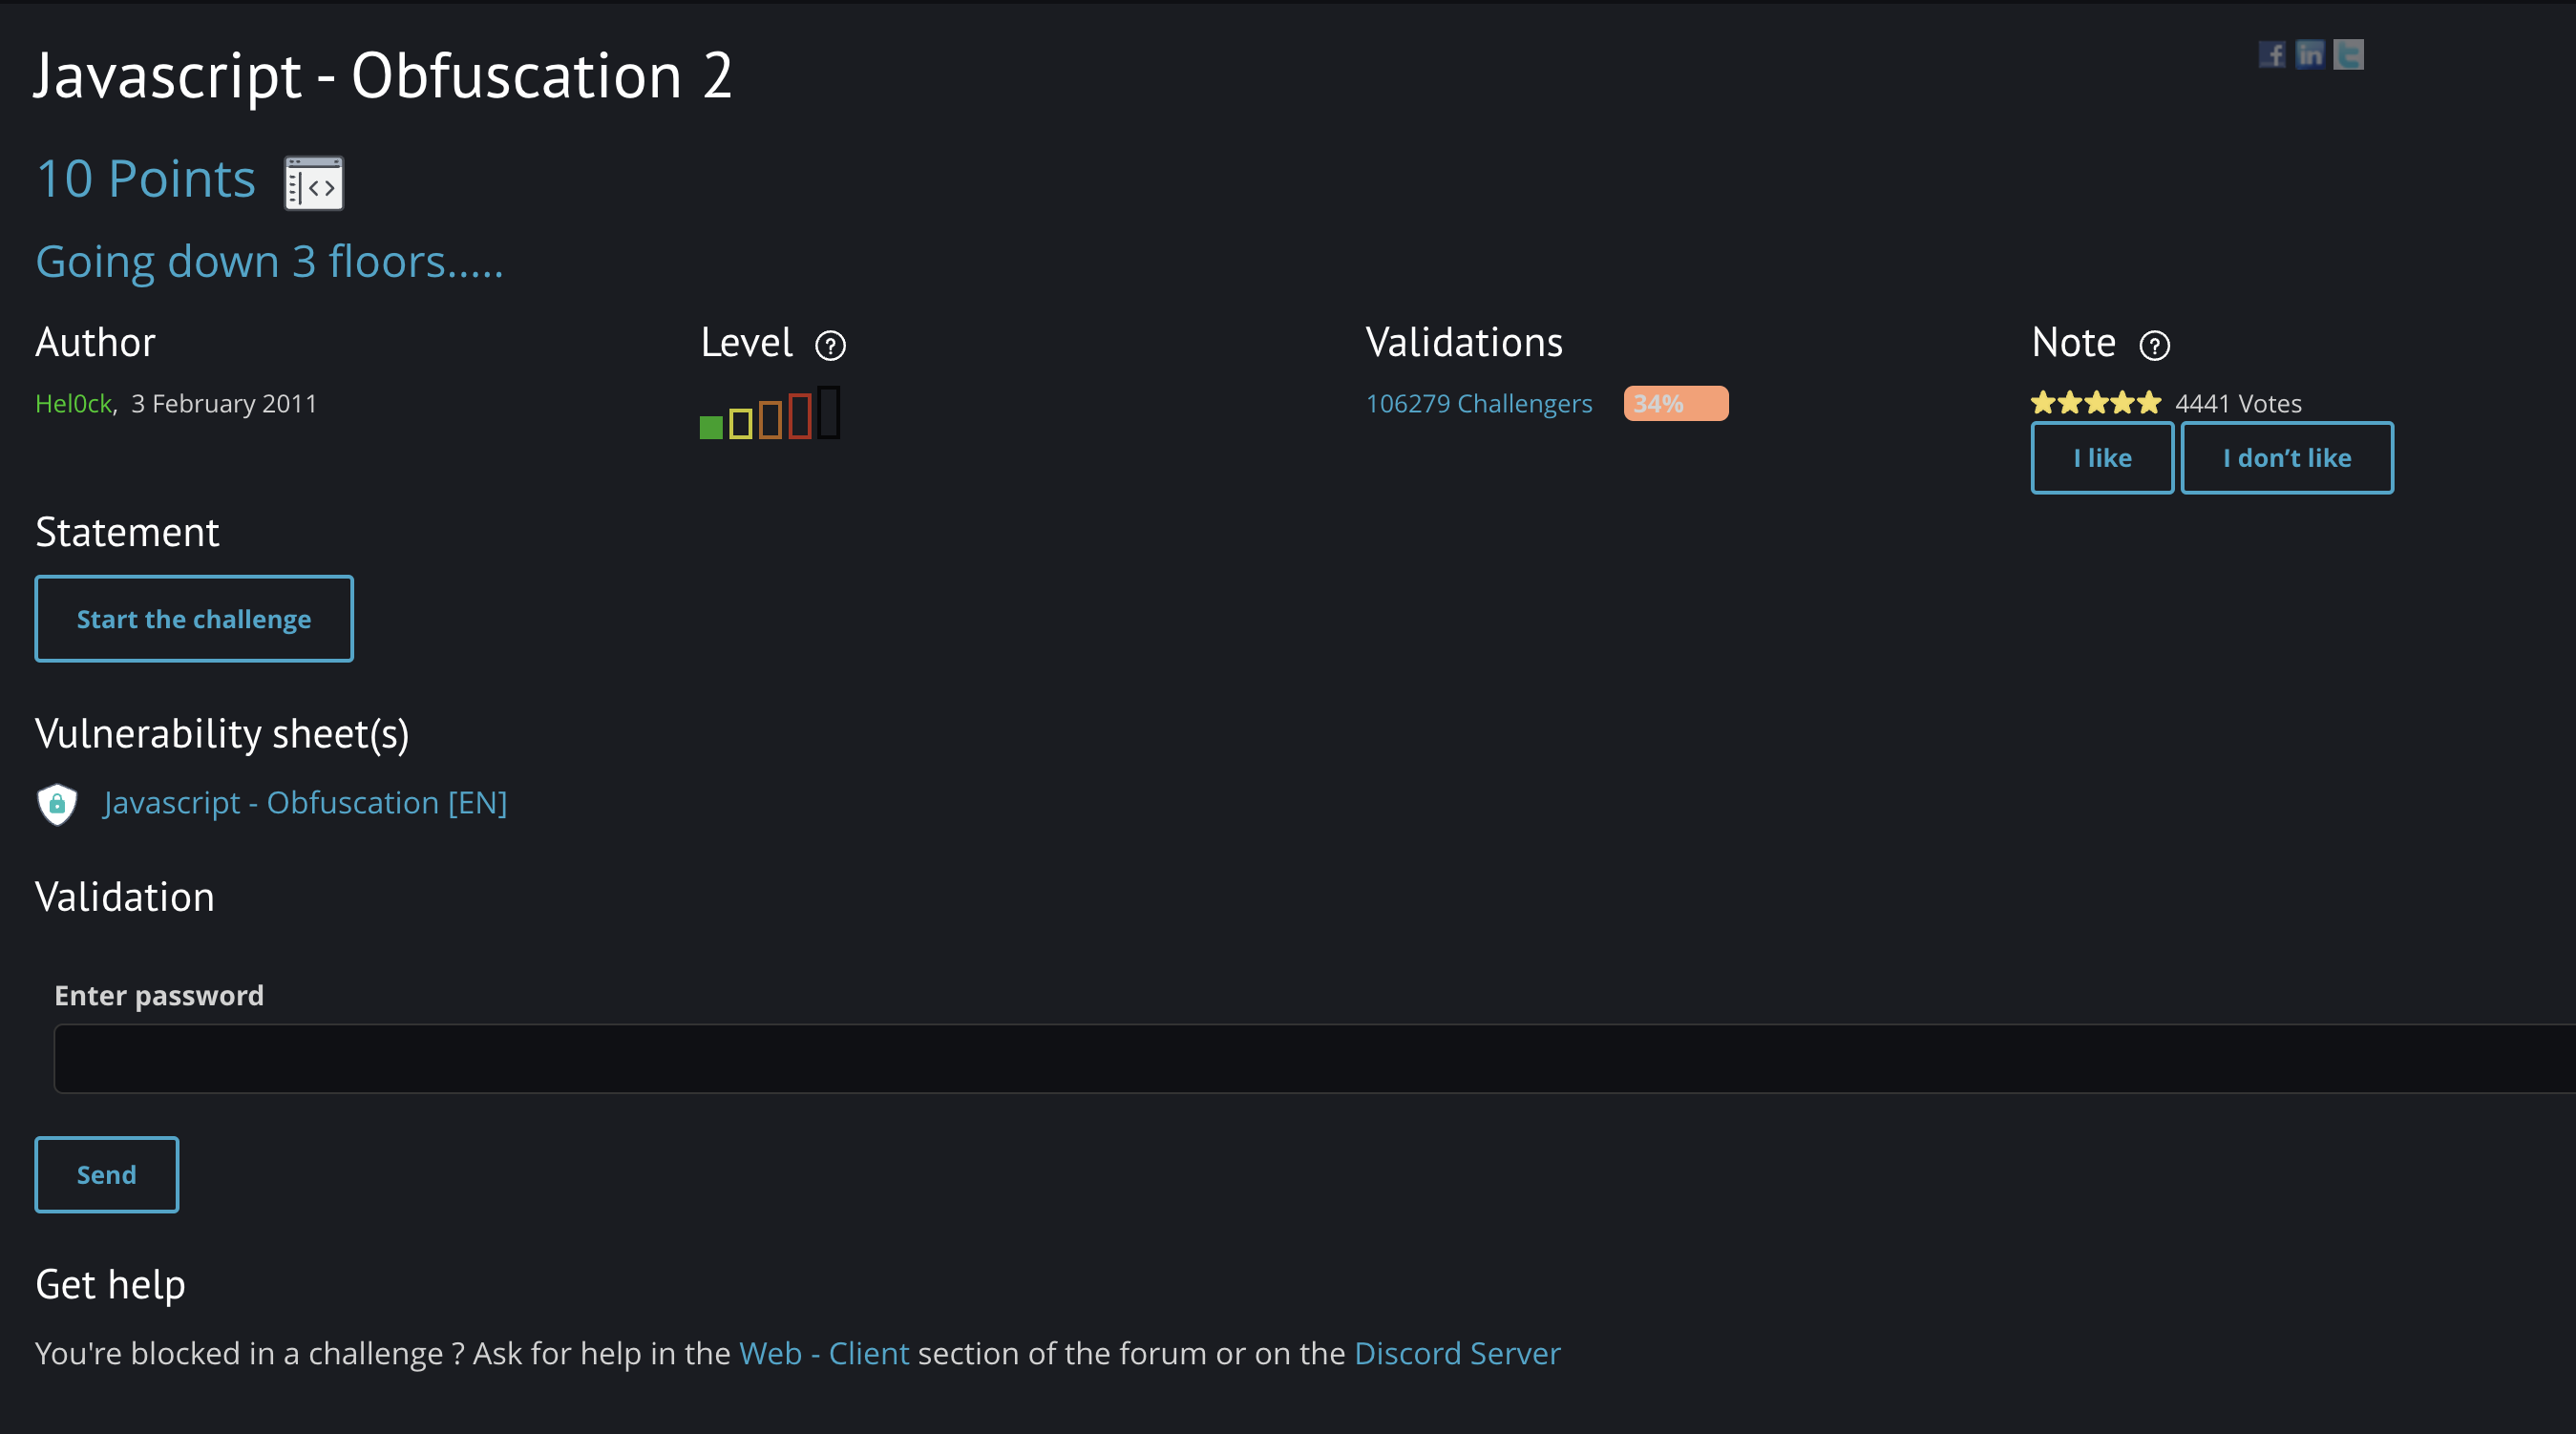 Javascript - Obfuscation 2
10 Points
Going down 3 floors.....
Author Level Validations Note
Hel0ck, 3 February 2011 106279 Challengers 34% 4441 Votes
I like I don’t like
Statement
Start the challenge
Vulnerability sheet(s)
Javascript - Obfuscation [EN]
Validation
Enter password
Send
Get help
You're blocked in a challenge ? Ask for help in the Web - Client section of the forum or on the Discord Server